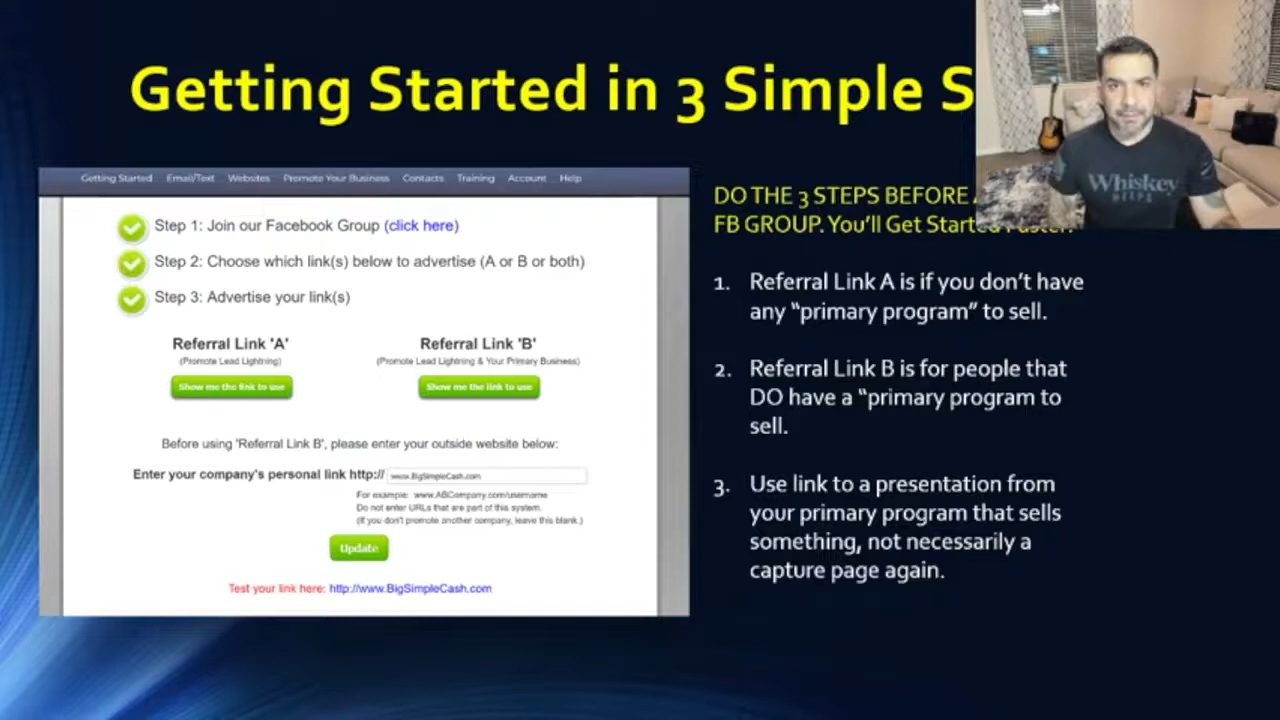 Getting Started in 3 Simple S
Getting Started Email/Text Websites Promote Your Business Contacts Training Account Help
Step 1: Join our Facebook Group (click here)
Step 2: Choose which link(s) below to advertise (A or B or both)
Step 3: Advertise your link(s)
Referral Link 'A'
(Promote Lead Lightning)
Show me the link to use
Referral Link 'B'
(Promote Lead Lightning & Your Primary Business)
Show me the link to use
Before using 'Referral Link B', please enter your outside website below:
Enter your company's personal link http:// www.BigSimpleCash.com
For example: www.ABCompany.com/username
Do not enter URLs that are part of this system.
(If you don't promote another company, leave this blank.)
Update
Test your link here: http://www.BigSimpleCash.com
DO THE 3 STEPS BEFORE
FB GROUP. You'll Get Started Faster.
1. Referral Link A is if you don't have
any "primary program" to sell.
2. Referral Link B is for people that
DO have a "primary program to
sell.
3. Use link to a presentation from
your primary program that sells
something, not necessarily a
capture page again.
Whiskey